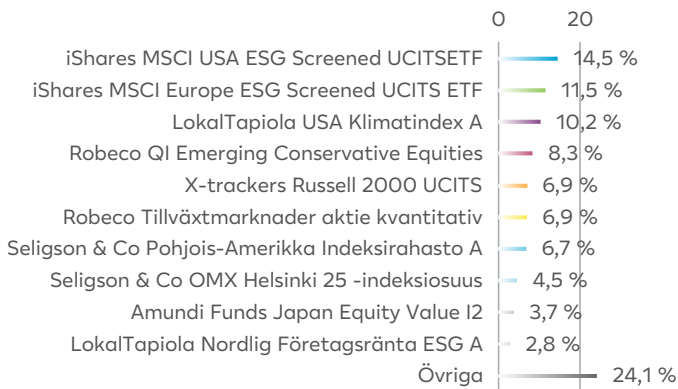 0 20
iShares MSCI USA ESG Screened UCITSETF 14,5 %
iShares MSCI Europe ESG Screened UCITS ETF 11,5 %
LokalTapiola USA Klimatindex A 10,2 %
Robeco QI Emerging Conservative Equities 8,3 %
X-trackers Russell 2000 UCITS 6,9 %
Robeco Tillväxtmarknader aktie kvantitativ 6,9 %
Seligson & Co Pohjois-Amerikka Indeksirahasto A 6,7 %
Seligson & Co OMX Helsinki 25 -indeksiosuus 4,5 %
Amundi Funds Japan Equity Value I2 3,7 %
LokalTapiola Nordlig Företagsränta ESG A 2,8 %
Övriga 24,1 %